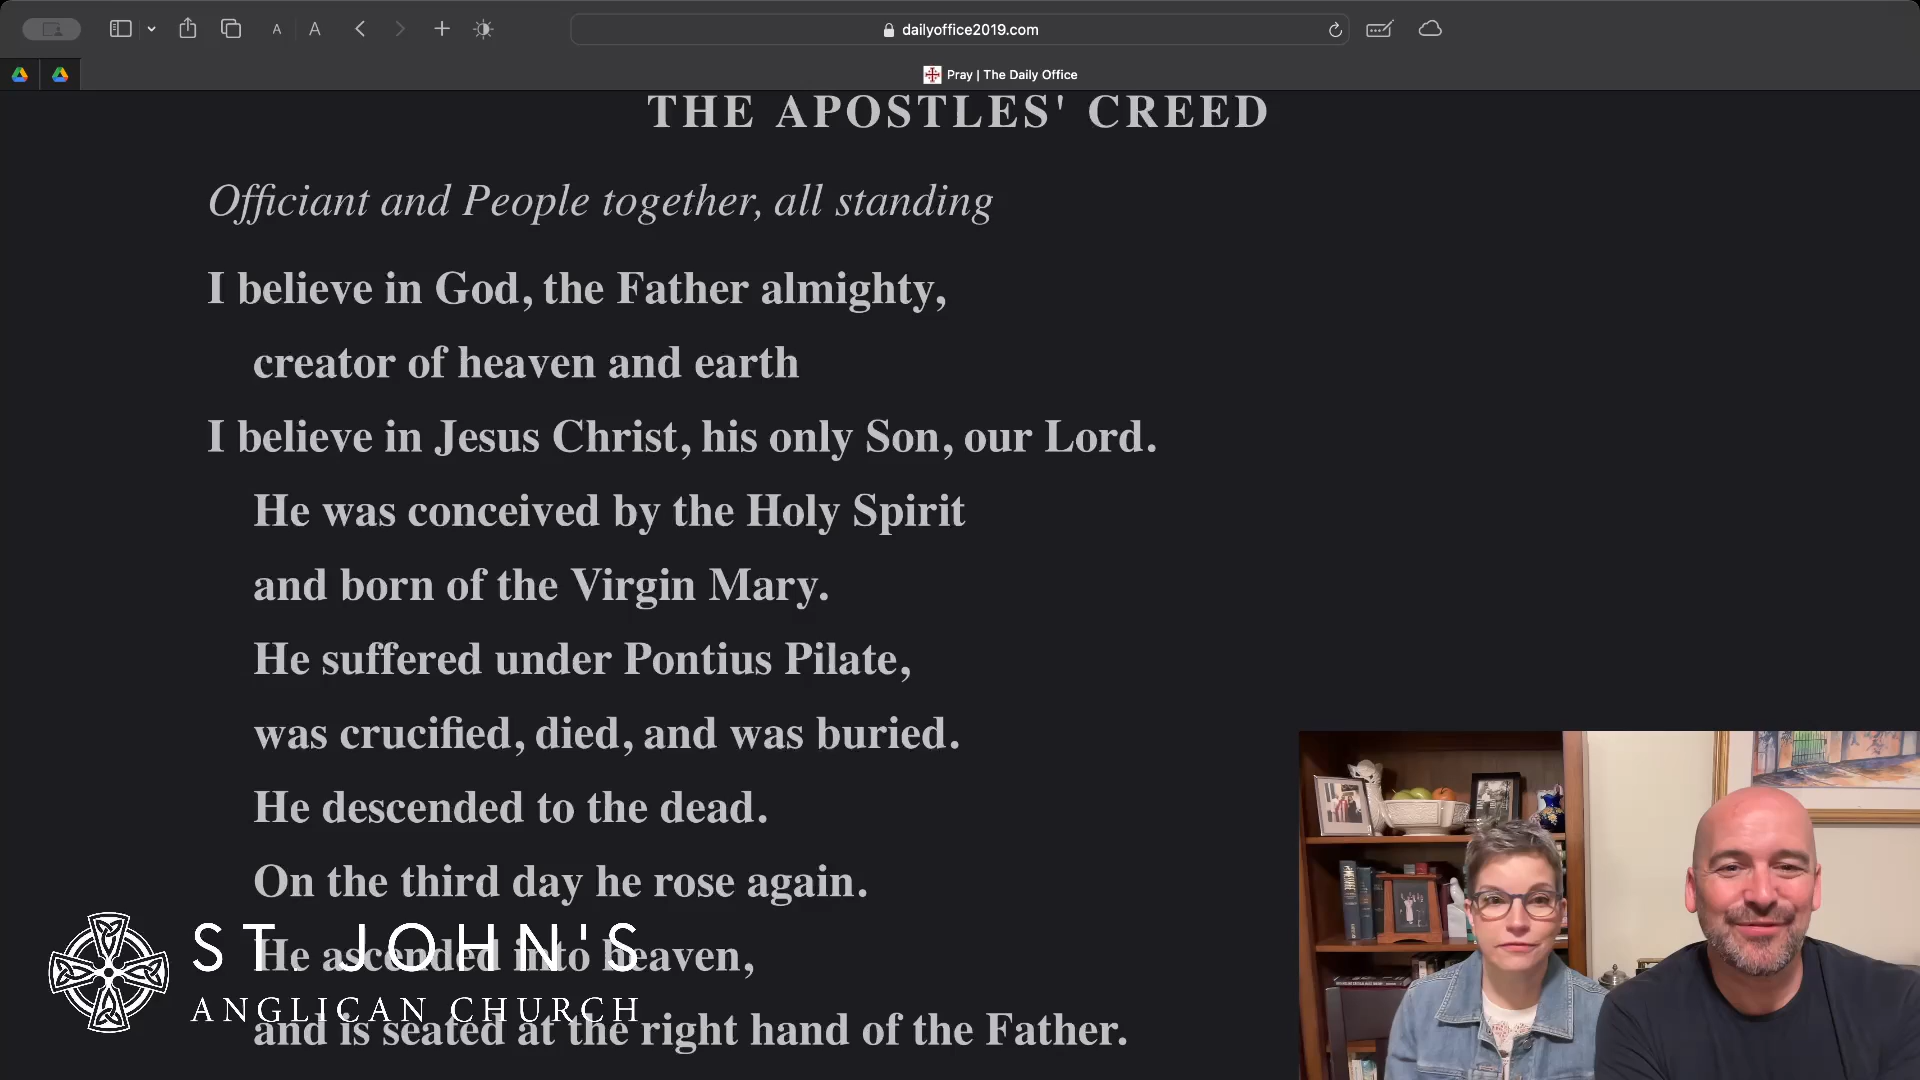 dailyoffice2019.com
Pray | The Daily Office
THE APOSTLES' CREED
Officiant and People together, all standing
I believe in God, the Father almighty,
creator of heaven and earth
I believe in Jesus Christ, his only Son, our Lord.
He was conceived by the Holy Spirit
and born of the Virgin Mary.
He suffered under Pontius Pilate,
was crucified, died, and was buried.
He descended to the dead.
On the third day he rose again.
He ascended into heaven,
and is seated at the right hand of the Father.
ST. JOHN'S
ANGLICAN CHURCH